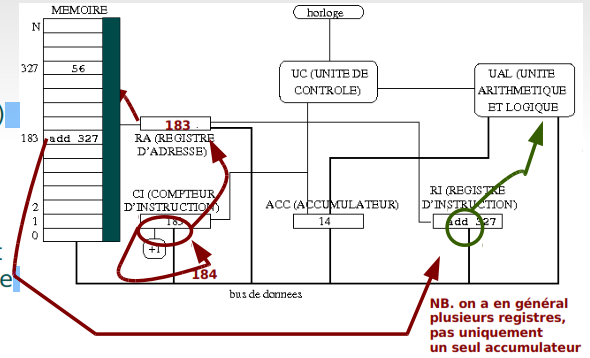 MEMOIRE
horloge
N
327
56
UC (UNITE DE
CONTROLE)
UAL (UNITE
ARITHMETIQUE
ET LOGIQUE
)
183
183
add 327
RA (REGISTRE
D'ADRESSE)
CI (COMPTEUR
D'INSTRUCTION)
183
+1
184
ACC (ACCUMULATEUR)
14
RI (REGISTRE
D'INSTRUCTION)
add 327
2
1
0
t
e
bus de donnees
NB. on a en général
plusieurs registres,
pas uniquement
un seul accumulateur